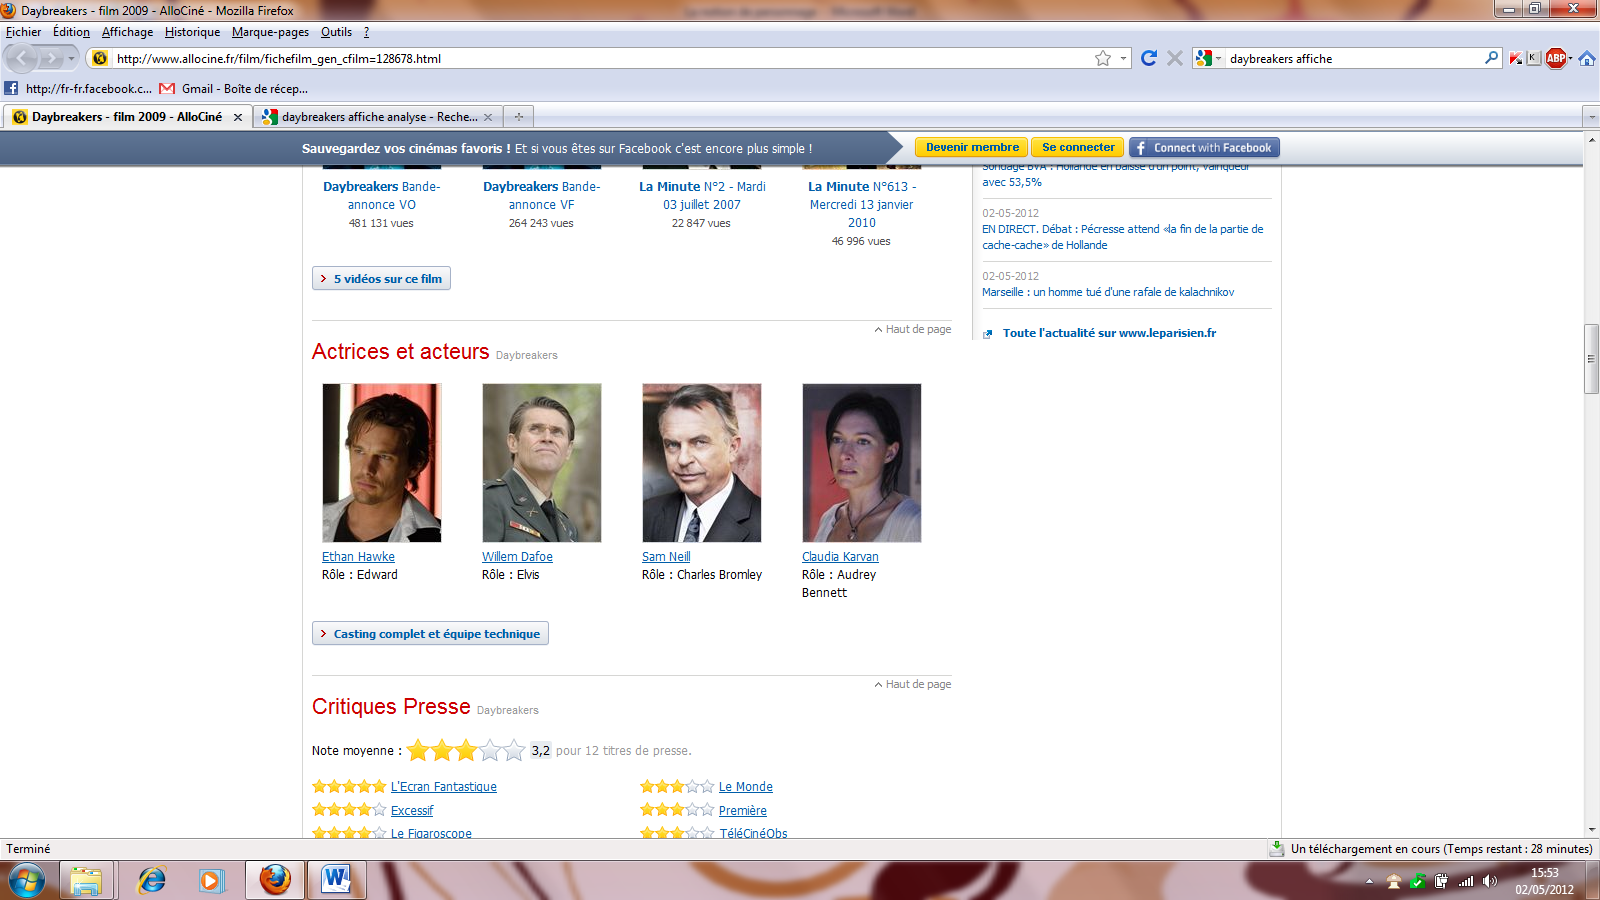 Daybreakers - film 2009 - AlloCiné - Mozilla Firefox
Fichier Édition Affichage Historique Marque-pages Outils ?
http://www.allocine.fr/film/fichefilm_gen_cfilm=128678.html
daybreakers affiche
http://fr-fr.facebook.c... Gmail - Boîte de récep...
Daybreakers - film 2009 - AlloCiné
daybreakers affiche analyse - Reche...
Sauvegardez vos cinémas favoris ! Et si vous êtes sur Facebook c'est encore plus simple !
Devenir membre
Se connecter
Connect with Facebook
Daybreakers Bande-
annonce VO
481 131 vues
Daybreakers Bande-
annonce VF
264 243 vues
La Minute N°2 - Mardi
03 juillet 2007
22 847 vues
La Minute N°613 -
Mercredi 13 janvier
2010
46 996 vues
5 vidéos sur ce film
Sondage BVA : Hollande en baisse d'un point, vainqueur
avec 53,5%
02-05-2012
EN DIRECT. Débat : Pécresse attend «la fin de la partie de
cache-cache» de Hollande
02-05-2012
Marseille : un homme tué d'une rafale de kalachnikov
Toute l'actualité sur www.leparisien.fr
Haut de page
Actrices et acteurs Daybreakers
Ethan Hawke
Rôle : Edward
Willem Dafoe
Rôle : Elvis
Sam Neill
Rôle : Charles Bromley
Claudia Karvan
Rôle : Audrey
Bennett
Casting complet et équipe technique
Haut de page
Critiques Presse Daybreakers
Note moyenne : 3,2 pour 12 titres de presse.
L'Ecran Fantastique
Le Monde
Excessif
Première
Le Figaroscope
TéléCinéObs
Terminé
Un téléchargement en cours (Temps restant : 28 minutes)
15:53
02/05/2012